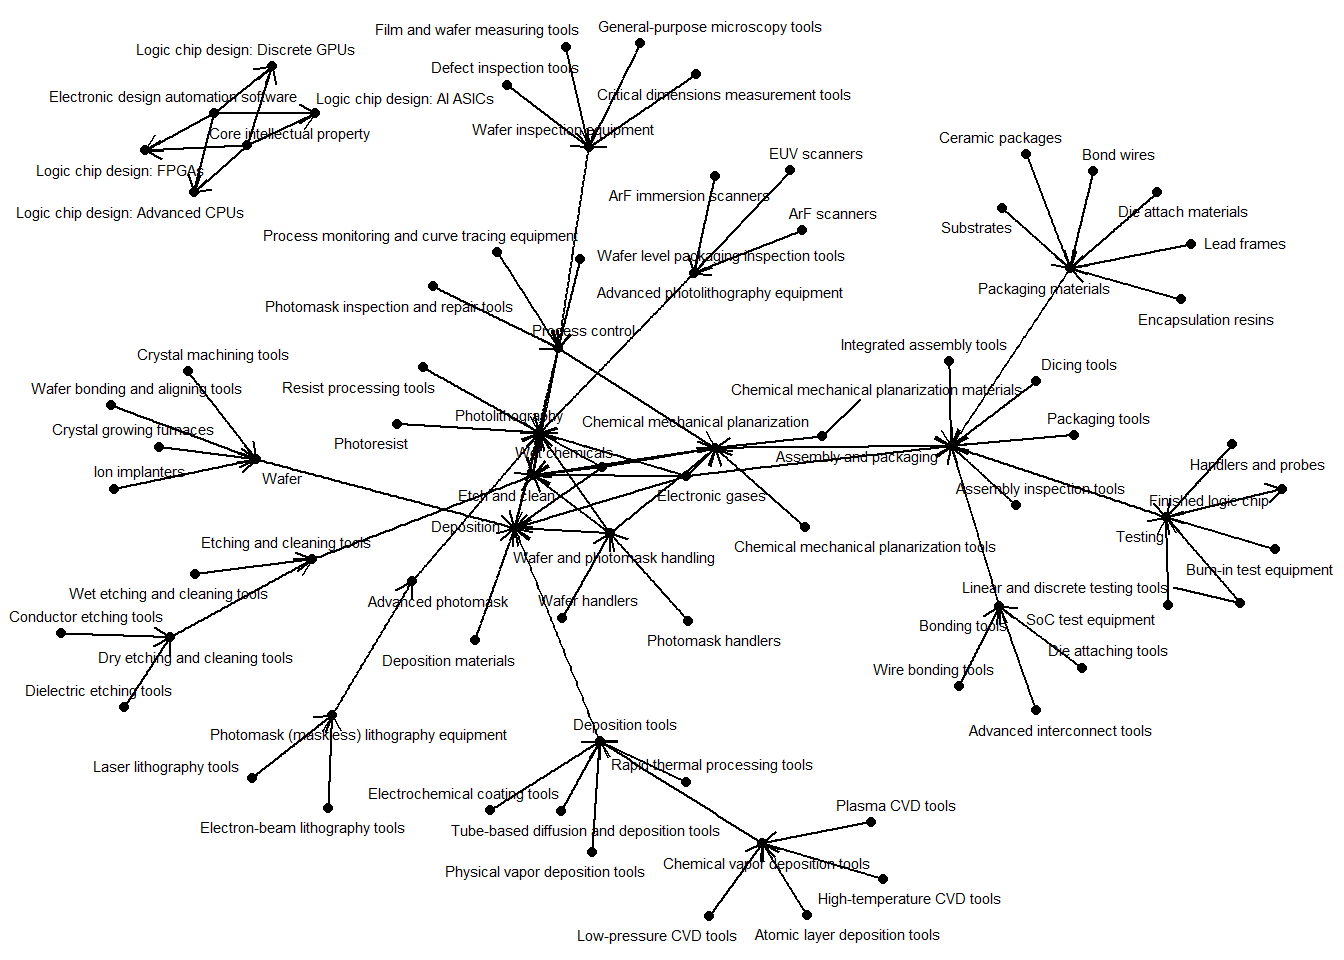 Film and wafer measuring tools
General-purpose microscopy tools
Logic chip design: Discrete GPUs
Defect inspection tools
Electronic design automation software
Logic chip design: AI ASICs
Critical dimensions measurement tools
Core intellectual property
Wafer inspection equipment
Ceramic packages
Bond wires
EUV scanners
Logic chip design: FPGAs
ArF immersion scanners
Logic chip design: Advanced CPUs
ArF scanners
Die attach materials
Substrates
Process monitoring and curve tracing equipment
Lead frames
Wafer level packaging inspection tools
Packaging materials
Advanced photolithography equipment
Photomask inspection and repair tools
Encapsulation resins
Process control
Integrated assembly tools
Crystal machining tools
Dicing tools
Wafer bonding and aligning tools
Resist processing tools
Chemical mechanical planarization materials
Photolithography
Chemical mechanical planarization
Packaging tools
Crystal growing furnaces
Photoresist
Wet chemicals
Assembly and packaging
Handlers and probes
Ion implanters
Wafer
Etch and clean
Electronic gases
Assembly inspection tools
Finished logic chip
Deposition
Testing
Etching and cleaning tools
Wafer and photomask handling
Chemical mechanical planarization tools
Burn-in test equipment
Wet etching and cleaning tools
Advanced photomask
Wafer handlers
Linear and discrete testing tools
Conductor etching tools
Photomask handlers
Bonding tools
SoC test equipment
Dry etching and cleaning tools
Deposition materials
Die attaching tools
Wire bonding tools
Dielectric etching tools
Photomask (maskless) lithography equipment
Deposition tools
Advanced interconnect tools
Laser lithography tools
Rapid thermal processing tools
Electrochemical coating tools
Plasma CVD tools
Electron-beam lithography tools
Tube-based diffusion and deposition tools
Physical vapor deposition tools
Chemical vapor deposition tools
High-temperature CVD tools
Low-pressure CVD tools
Atomic layer deposition tools